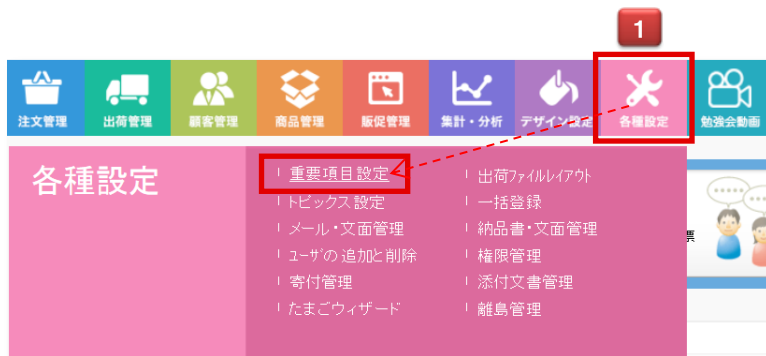 1
注文管理 出荷管理 顧客管理 商品管理 販促管理 集計・分析 デザイン設定 各種設定 勉強会動画
各種設定
重要項目設定 出荷ファイルレイアウト
トピックス設定 一括登録
メール・文面管理 納品書・文面管理
票
ユーザの追加と削除 権限管理
寄付管理 添付文書管理
たまごウィザード 離島管理